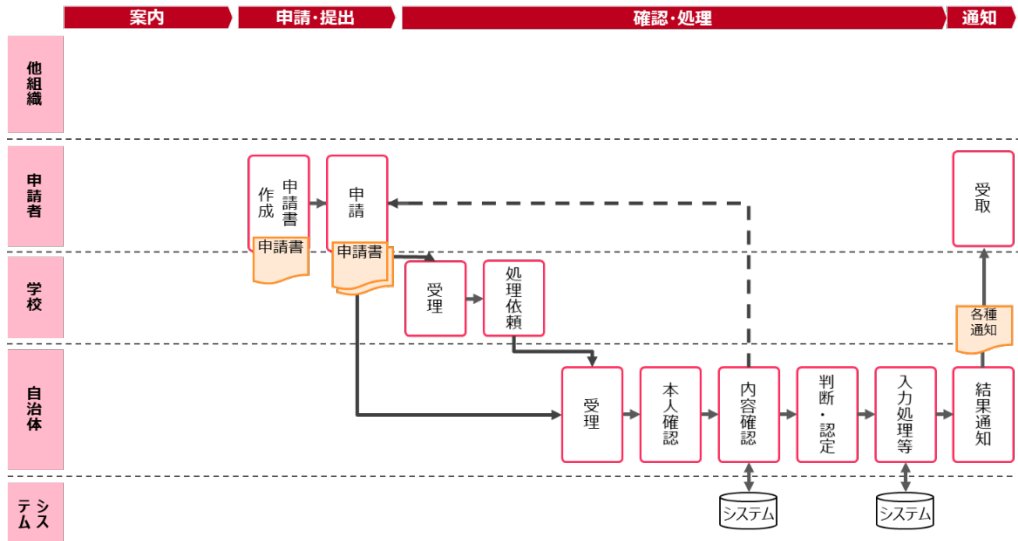 案内
申請・提出
確認・処理
通知
他組織
申請者
申請書
作成
申請
受取
申請書
申請書
学校
受理
処理依頼
各種
通知
自治体
受理
本人確認
内容確認
判断・認定
入力処理等
結果通知
シス
テム
システム
システム